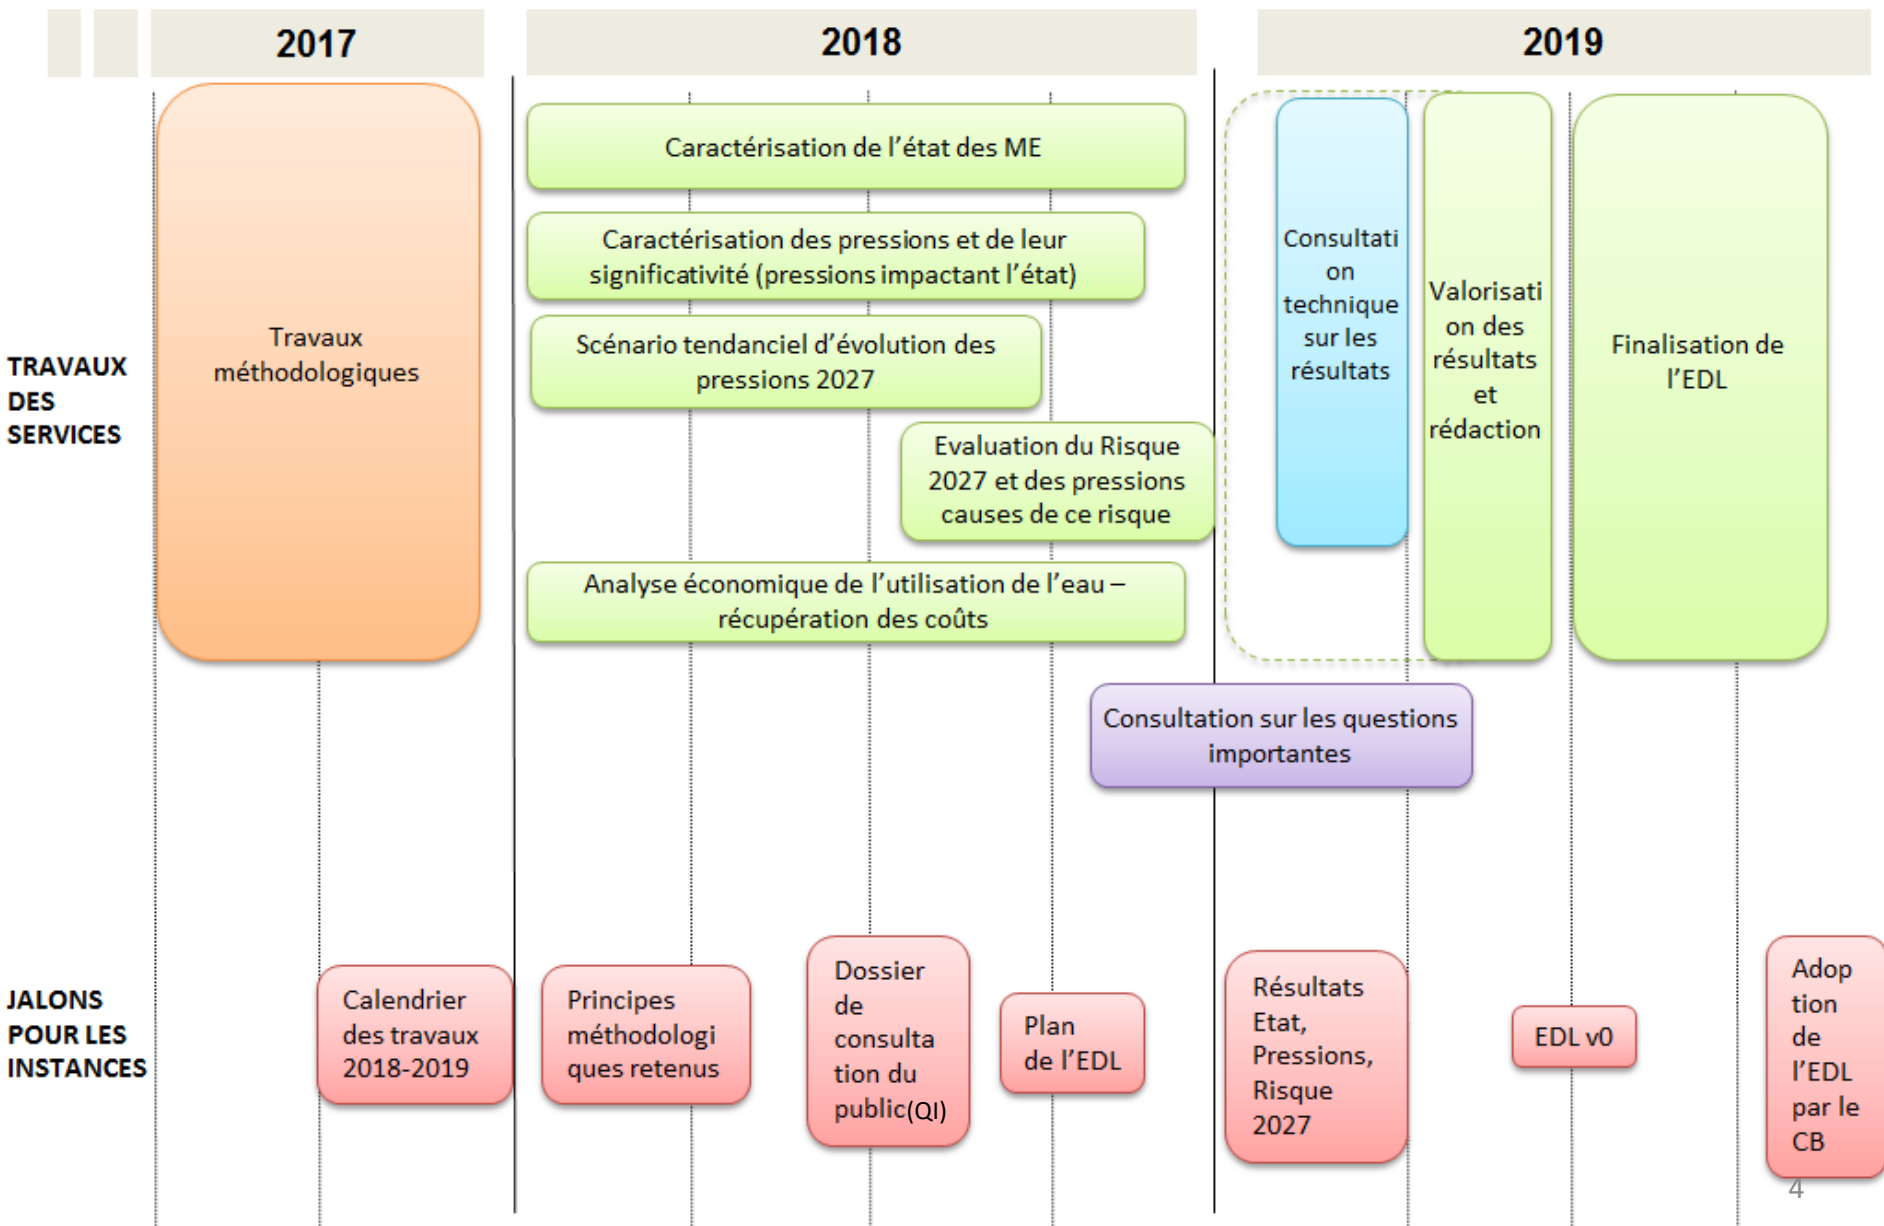 2017
2018
2019
TRAVAUX
DES
SERVICES
Travaux
méthodologiques
Caractérisation de l'état des ME
Caractérisation des pressions et de leur
significativité (pressions impactant l'état)
Scénario tendanciel d'évolution des
pressions 2027
Evaluation du Risque
2027 et des pressions
causes de ce risque
Analyse économique de l'utilisation de l'eau –
récupération des coûts
Consultati
on
technique
sur les
résultats
Valorisati
on des
résultats
et
rédaction
Finalisation de
l'EDL
Consultation sur les questions
importantes
JALONS
POUR LES
INSTANCES
Calendrier
des travaux
2018-2019
Principes
méthodologi
ques retenus
Dossier
de
consulta
tion du
public(QI)
Plan
de l'EDL
Résultats
Etat,
Pressions,
Risque
2027
EDL v0
Adop
tion
de
l'EDL
par le
CB
4